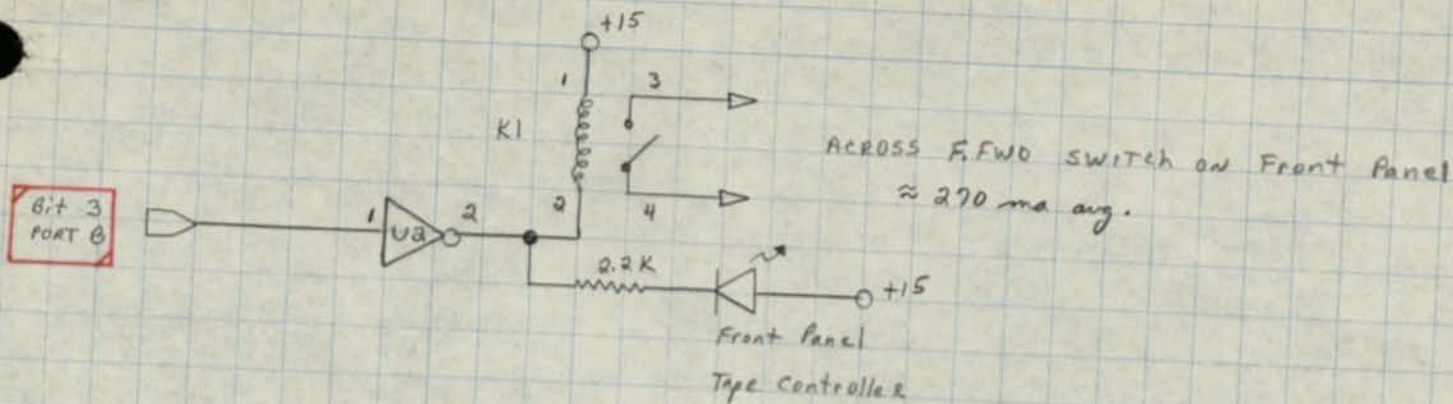 +15
1
3
K1
ACROSS F.FWD SWITCH ON Front Panel
≈ 270 ma avg.
Bit 3
PORT B
1
U2
2
2
4
2.2K
+15
Front Panel
Tape Controller